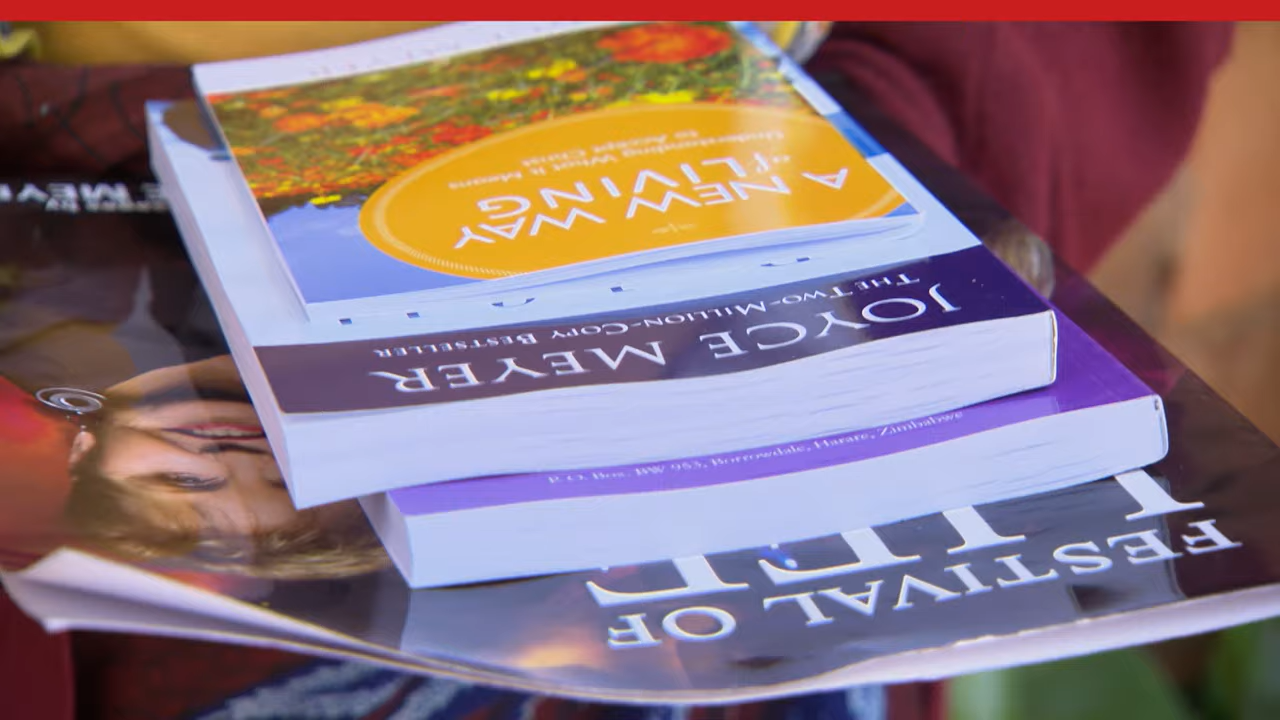 A NEW WAY
of LIVING
Understanding What It Means
to Accept Christ
JOYCE MEYER
THE TWO-MILLION-COPY BESTSELLER
P.O. Box. BW 953, Borrowdale, Harare, Zimbabwe
FESTIVAL OF